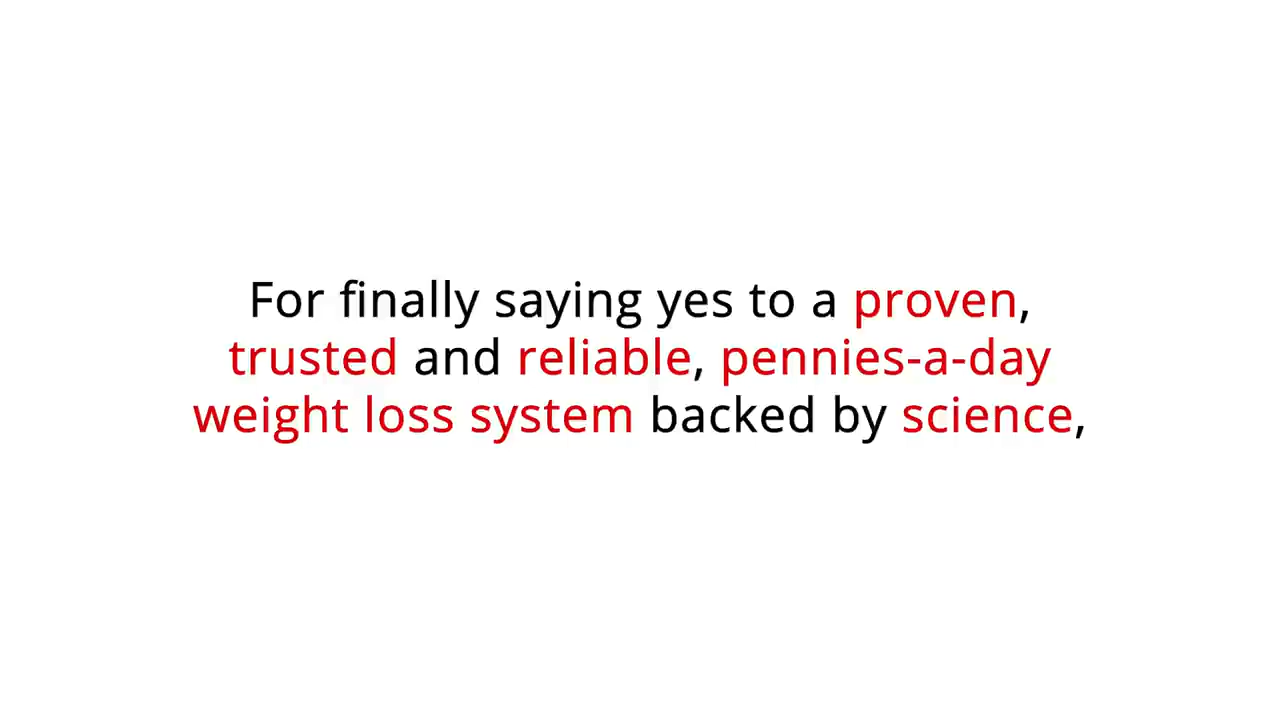 For finally saying yes to a proven,
trusted and reliable, pennies-a-day
weight loss system backed by science,